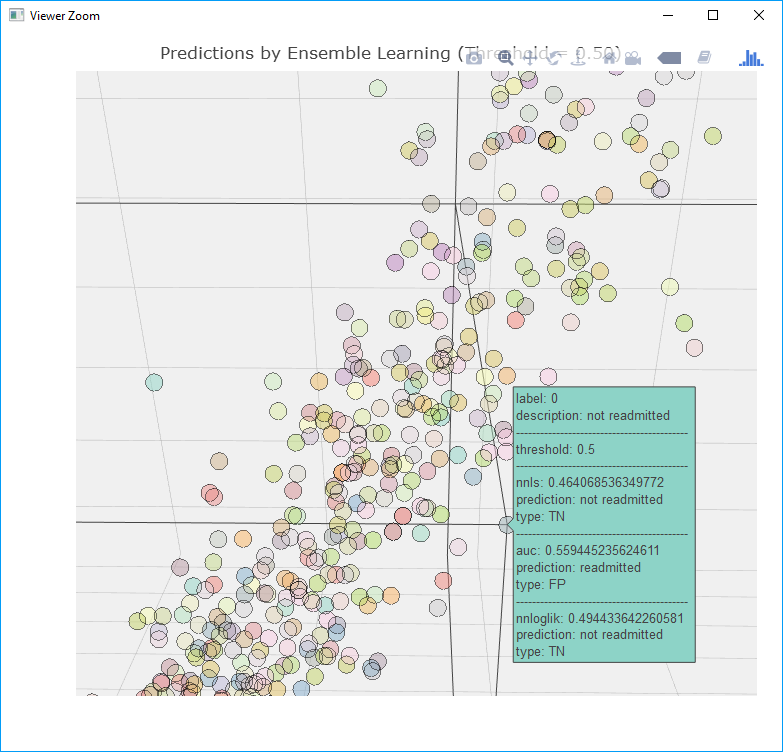 Viewer Zoom
Predictions by Ensemble Learning (Threshold = 0.50)
label: 0
description: not readmitted
----------------------------------------------------------
threshold: 0.5
----------------------------------------------------------
nnls: 0.464068536349772
prediction: not readmitted
type: TN
----------------------------------------------------------
auc: 0.559445235624611
prediction: readmitted
type: FP
----------------------------------------------------------
nnloglik: 0.494433642260581
prediction: not readmitted
type: TN